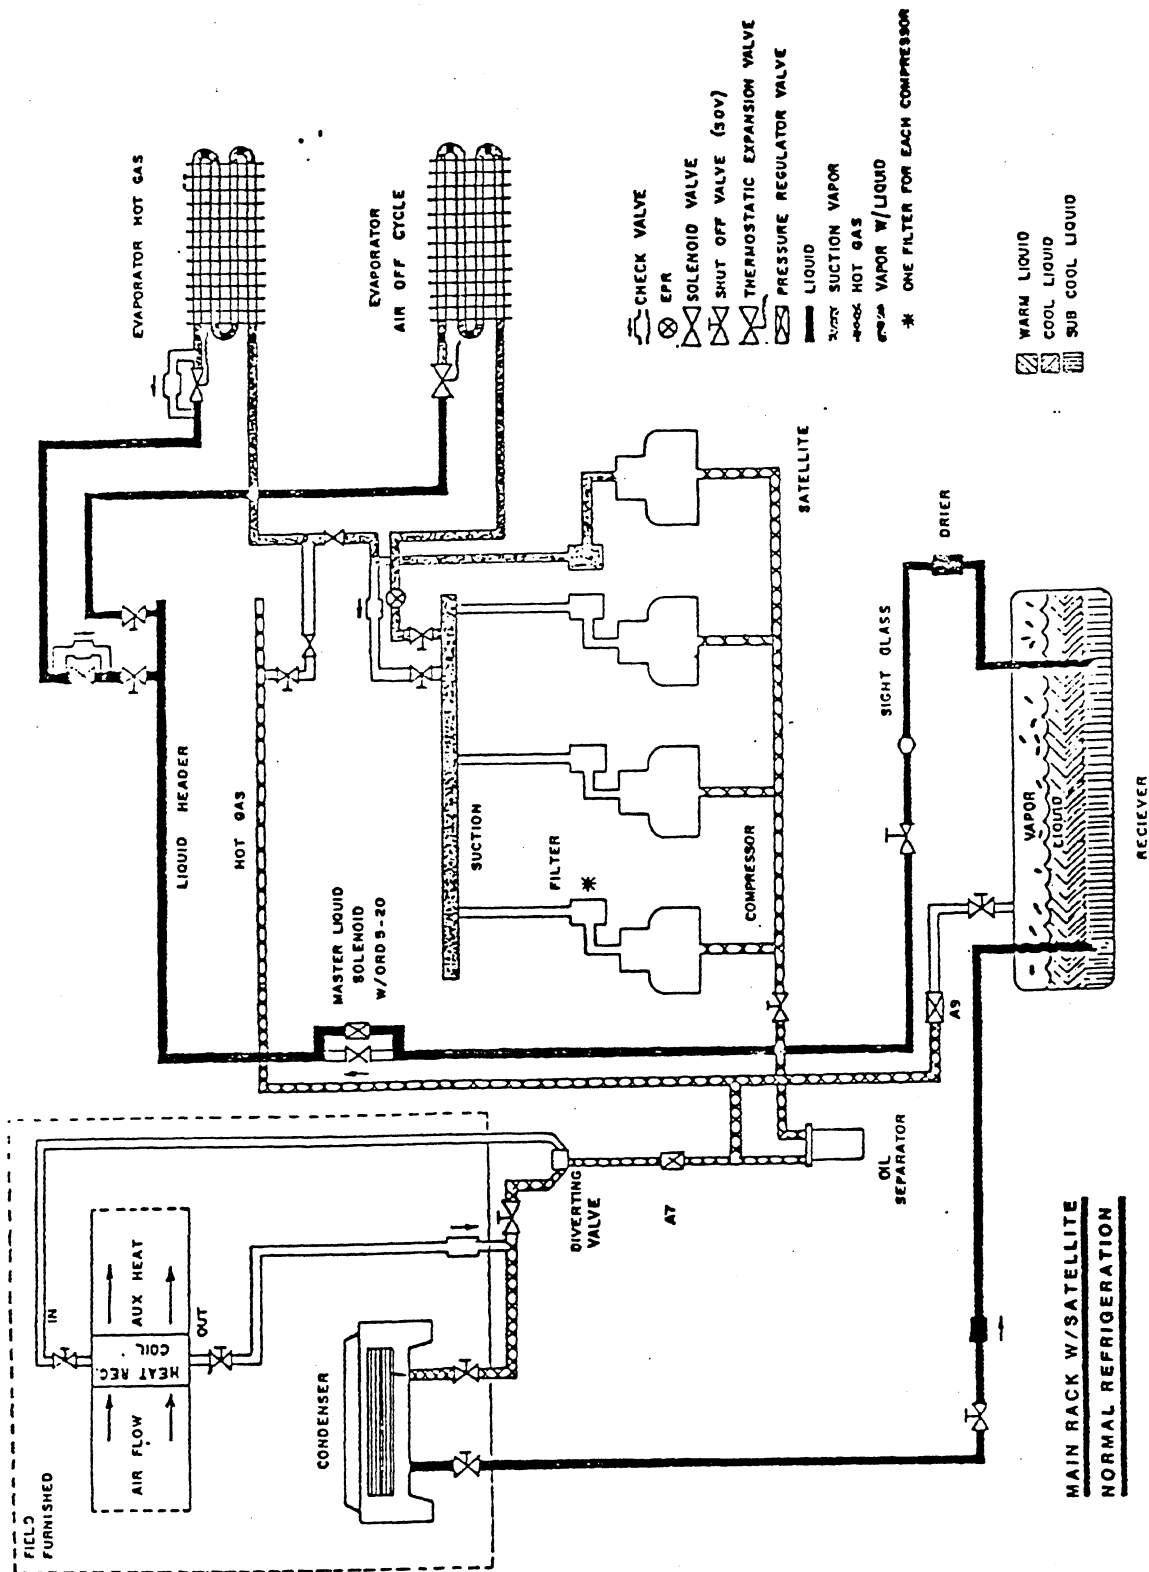 FIELD
FURNISHED
AIR FLOW
HEAT REC.
COIL
AUX HEAT
IN
OUT
CONDENSER
DIVERTING
VALVE
A7
OIL
SEPARATOR
MASTER LIQUID
SOLENOID
W/ORD 5-20
LIQUID HEADER
HOT GAS
SUCTION
FILTER
*
COMPRESSOR
SATELLITE
EVAPORATOR HOT GAS
EVAPORATOR
AIR OFF CYCLE
SIGHT GLASS
DRIER
A9
VAPOR
LIQUID
RECIEVER
CHECK VALVE
EPR
SOLENOID VALVE
SHUT OFF VALVE (SOV)
THERMOSTATIC EXPANSION VALVE
PRESSURE REGULATOR VALVE
LIQUID
SUCTION VAPOR
HOT GAS
VAPOR W/LIQUID
* ONE FILTER FOR EACH COMPRESSOR
WARM LIQUID
COOL LIQUID
SUB COOL LIQUID
MAIN RACK W/SATELLITE
NORMAL REFRIGERATION